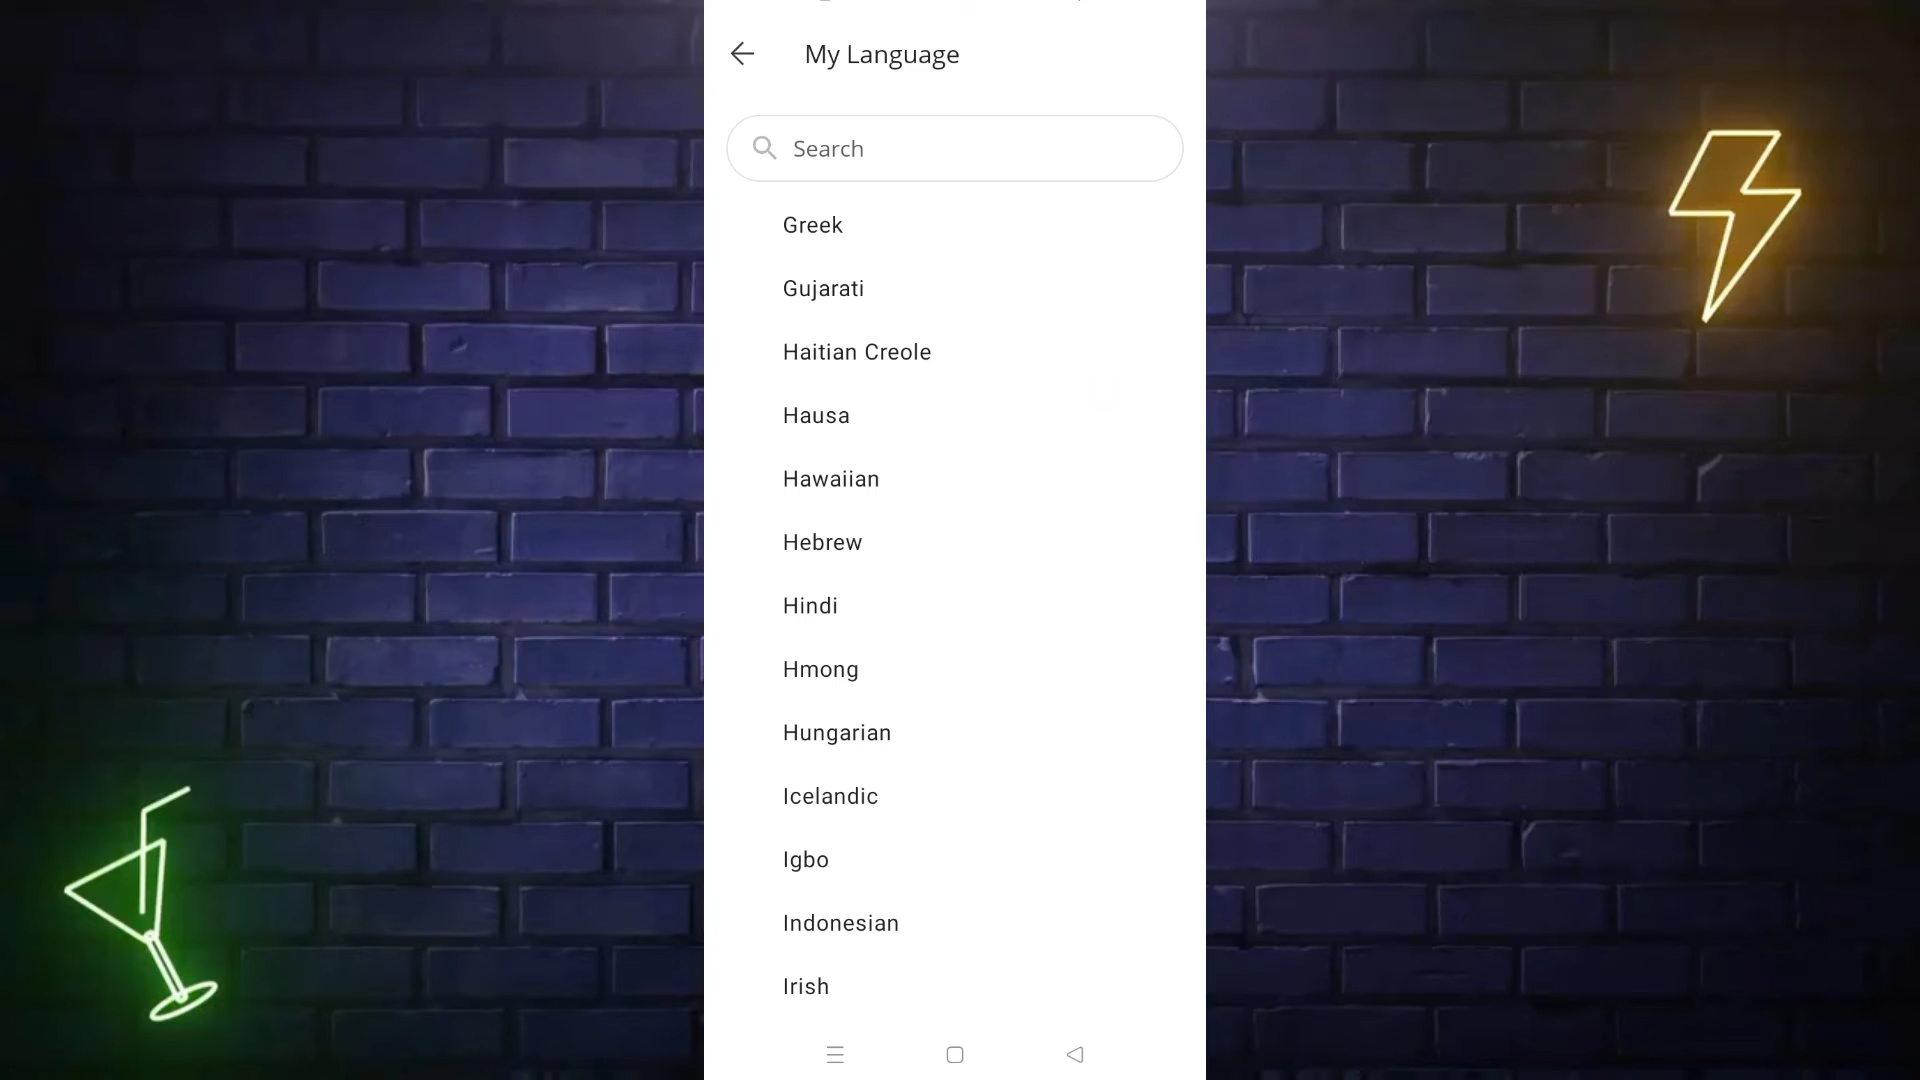 My Language
Search
Greek
Gujarati
Haitian Creole
Hausa
Hawaiian
Hebrew
Hindi
Hmong
Hungarian
Icelandic
Igbo
Indonesian
Irish